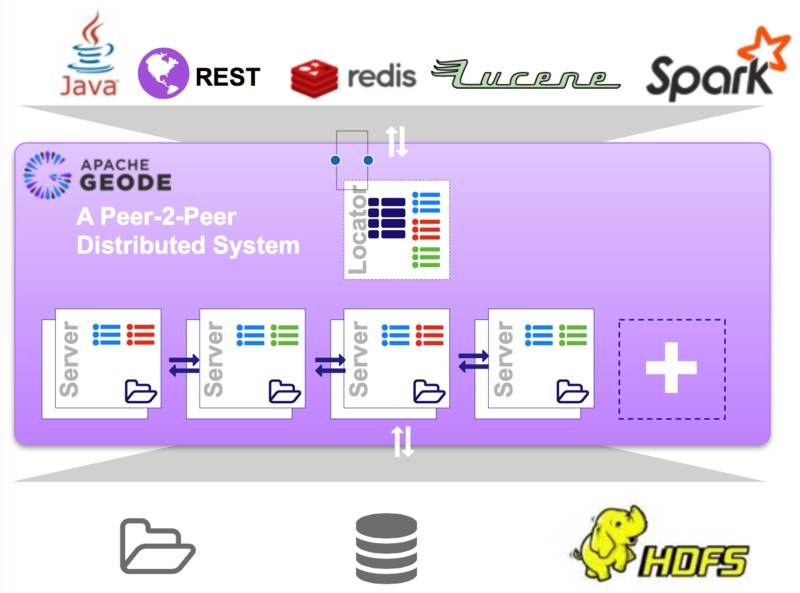 Java
REST
redis
Lucene
Spark
APACHE
GEODE
A Peer-2-Peer
Distributed System
Locator
Server
Server
Server
Server
HDFS